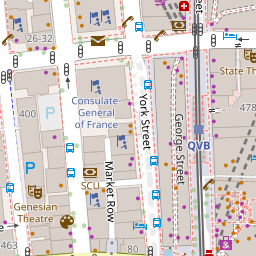 26-32
State Th
478
400
Consulate-
General
of France
York Street
George Street
QVB
P
P
SCU
Market Row
Genesian
Theatre
463
80